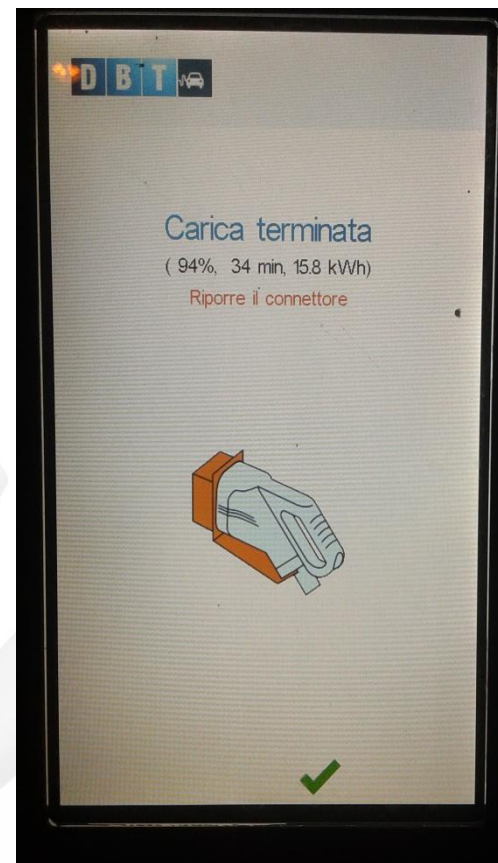 DBT
Carica terminata
( 94%, 34 min, 15.8 kWh)
Riporre il connettore